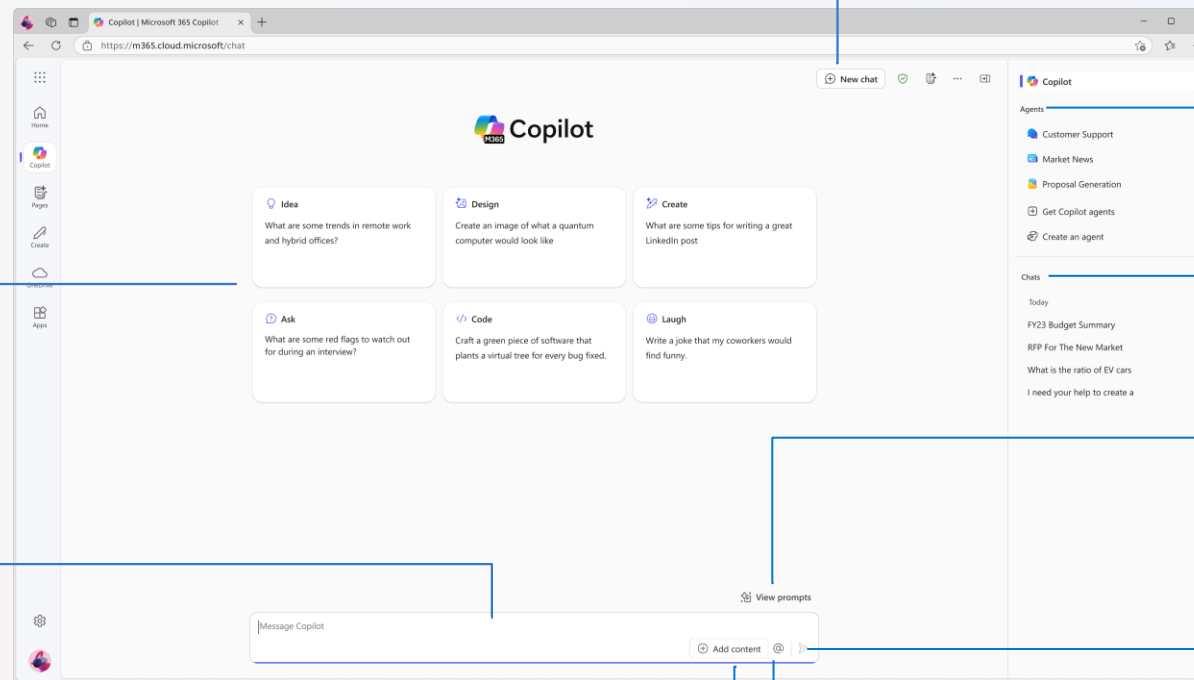 Copilot | Microsoft 365 Copilot
https://m365.cloud.microsoft/chat
New chat
Home
Copilot
Pages
Create
OneDrive
Apps
M365 Copilot
Idea
What are some trends in remote work
and hybrid offices?
Design
Create an image of what a quantum
computer would look like
Create
What are some tips for writing a great
LinkedIn post
Ask
What are some red flags to watch out
for during an interview?
Code
Craft a green piece of software that
plants a virtual tree for every bug fixed.
Laugh
Write a joke that my coworkers would
find funny.
View prompts
Message Copilot
Add content
@
Copilot
Agents
Customer Support
Market News
Proposal Generation
Get Copilot agents
Create an agent
Chats
Today
FY23 Budget Summary
RFP For The New Market
What is the ratio of EV cars
I need your help to create a